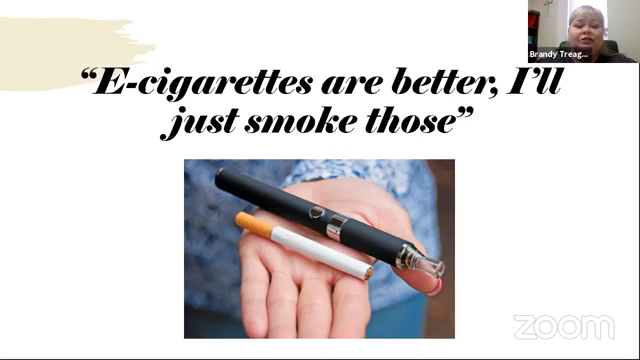 Brandy Treag...
“E-cigarettes are better, I’ll
just smoke those”
zoom